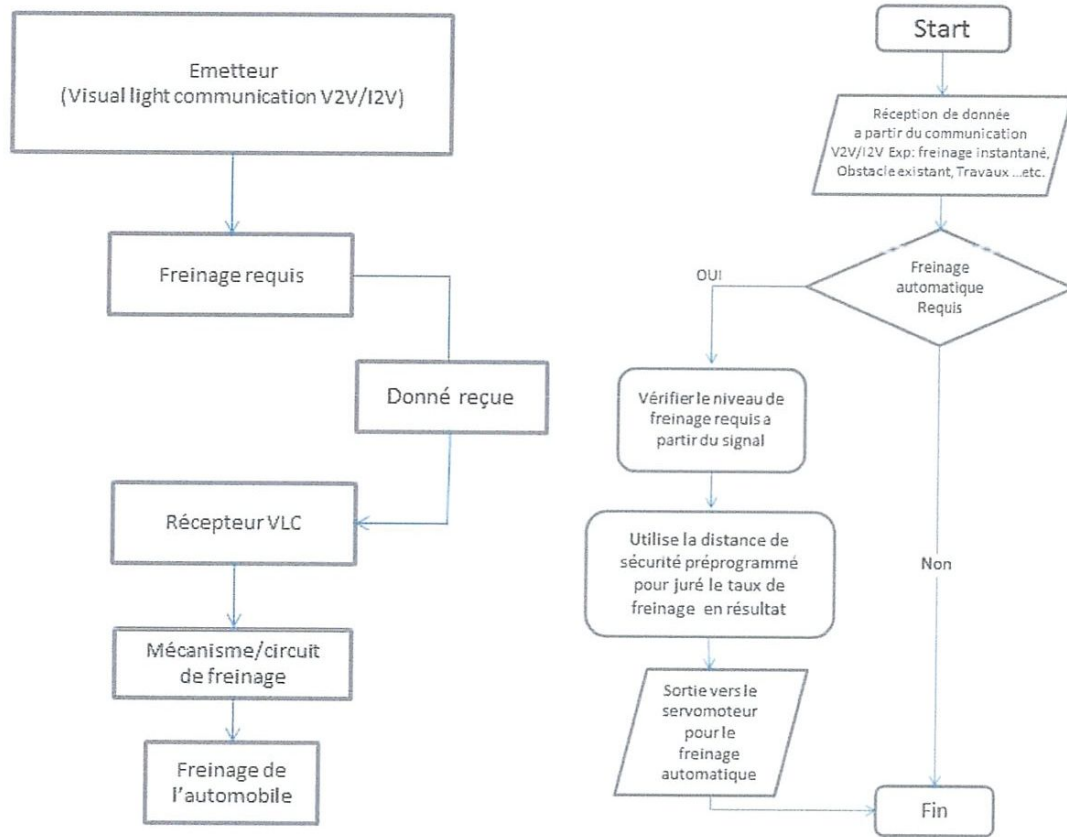 Emetteur
(Visual light communication V2V/I2V)
Freinage requis
Donné reçue
Récepteur VLC
Mécanisme/circuit
de freinage
Freinage de
l'automobile
Start
Réception de donnée
a partir du communication
V2V/I2V Exp: freinage instantané,
Obstacle existant, Travaux ...etc.
Freinage
automatique
Requis
OUI
Vérifier le niveau de
freinage requis a
partir du signal
Utilise la distance de
sécurité préprogrammé
pour juré le taux de
freinage en résultat
Non
Sortie vers le
servomoteur
pour le
freinage
automatique
Fin